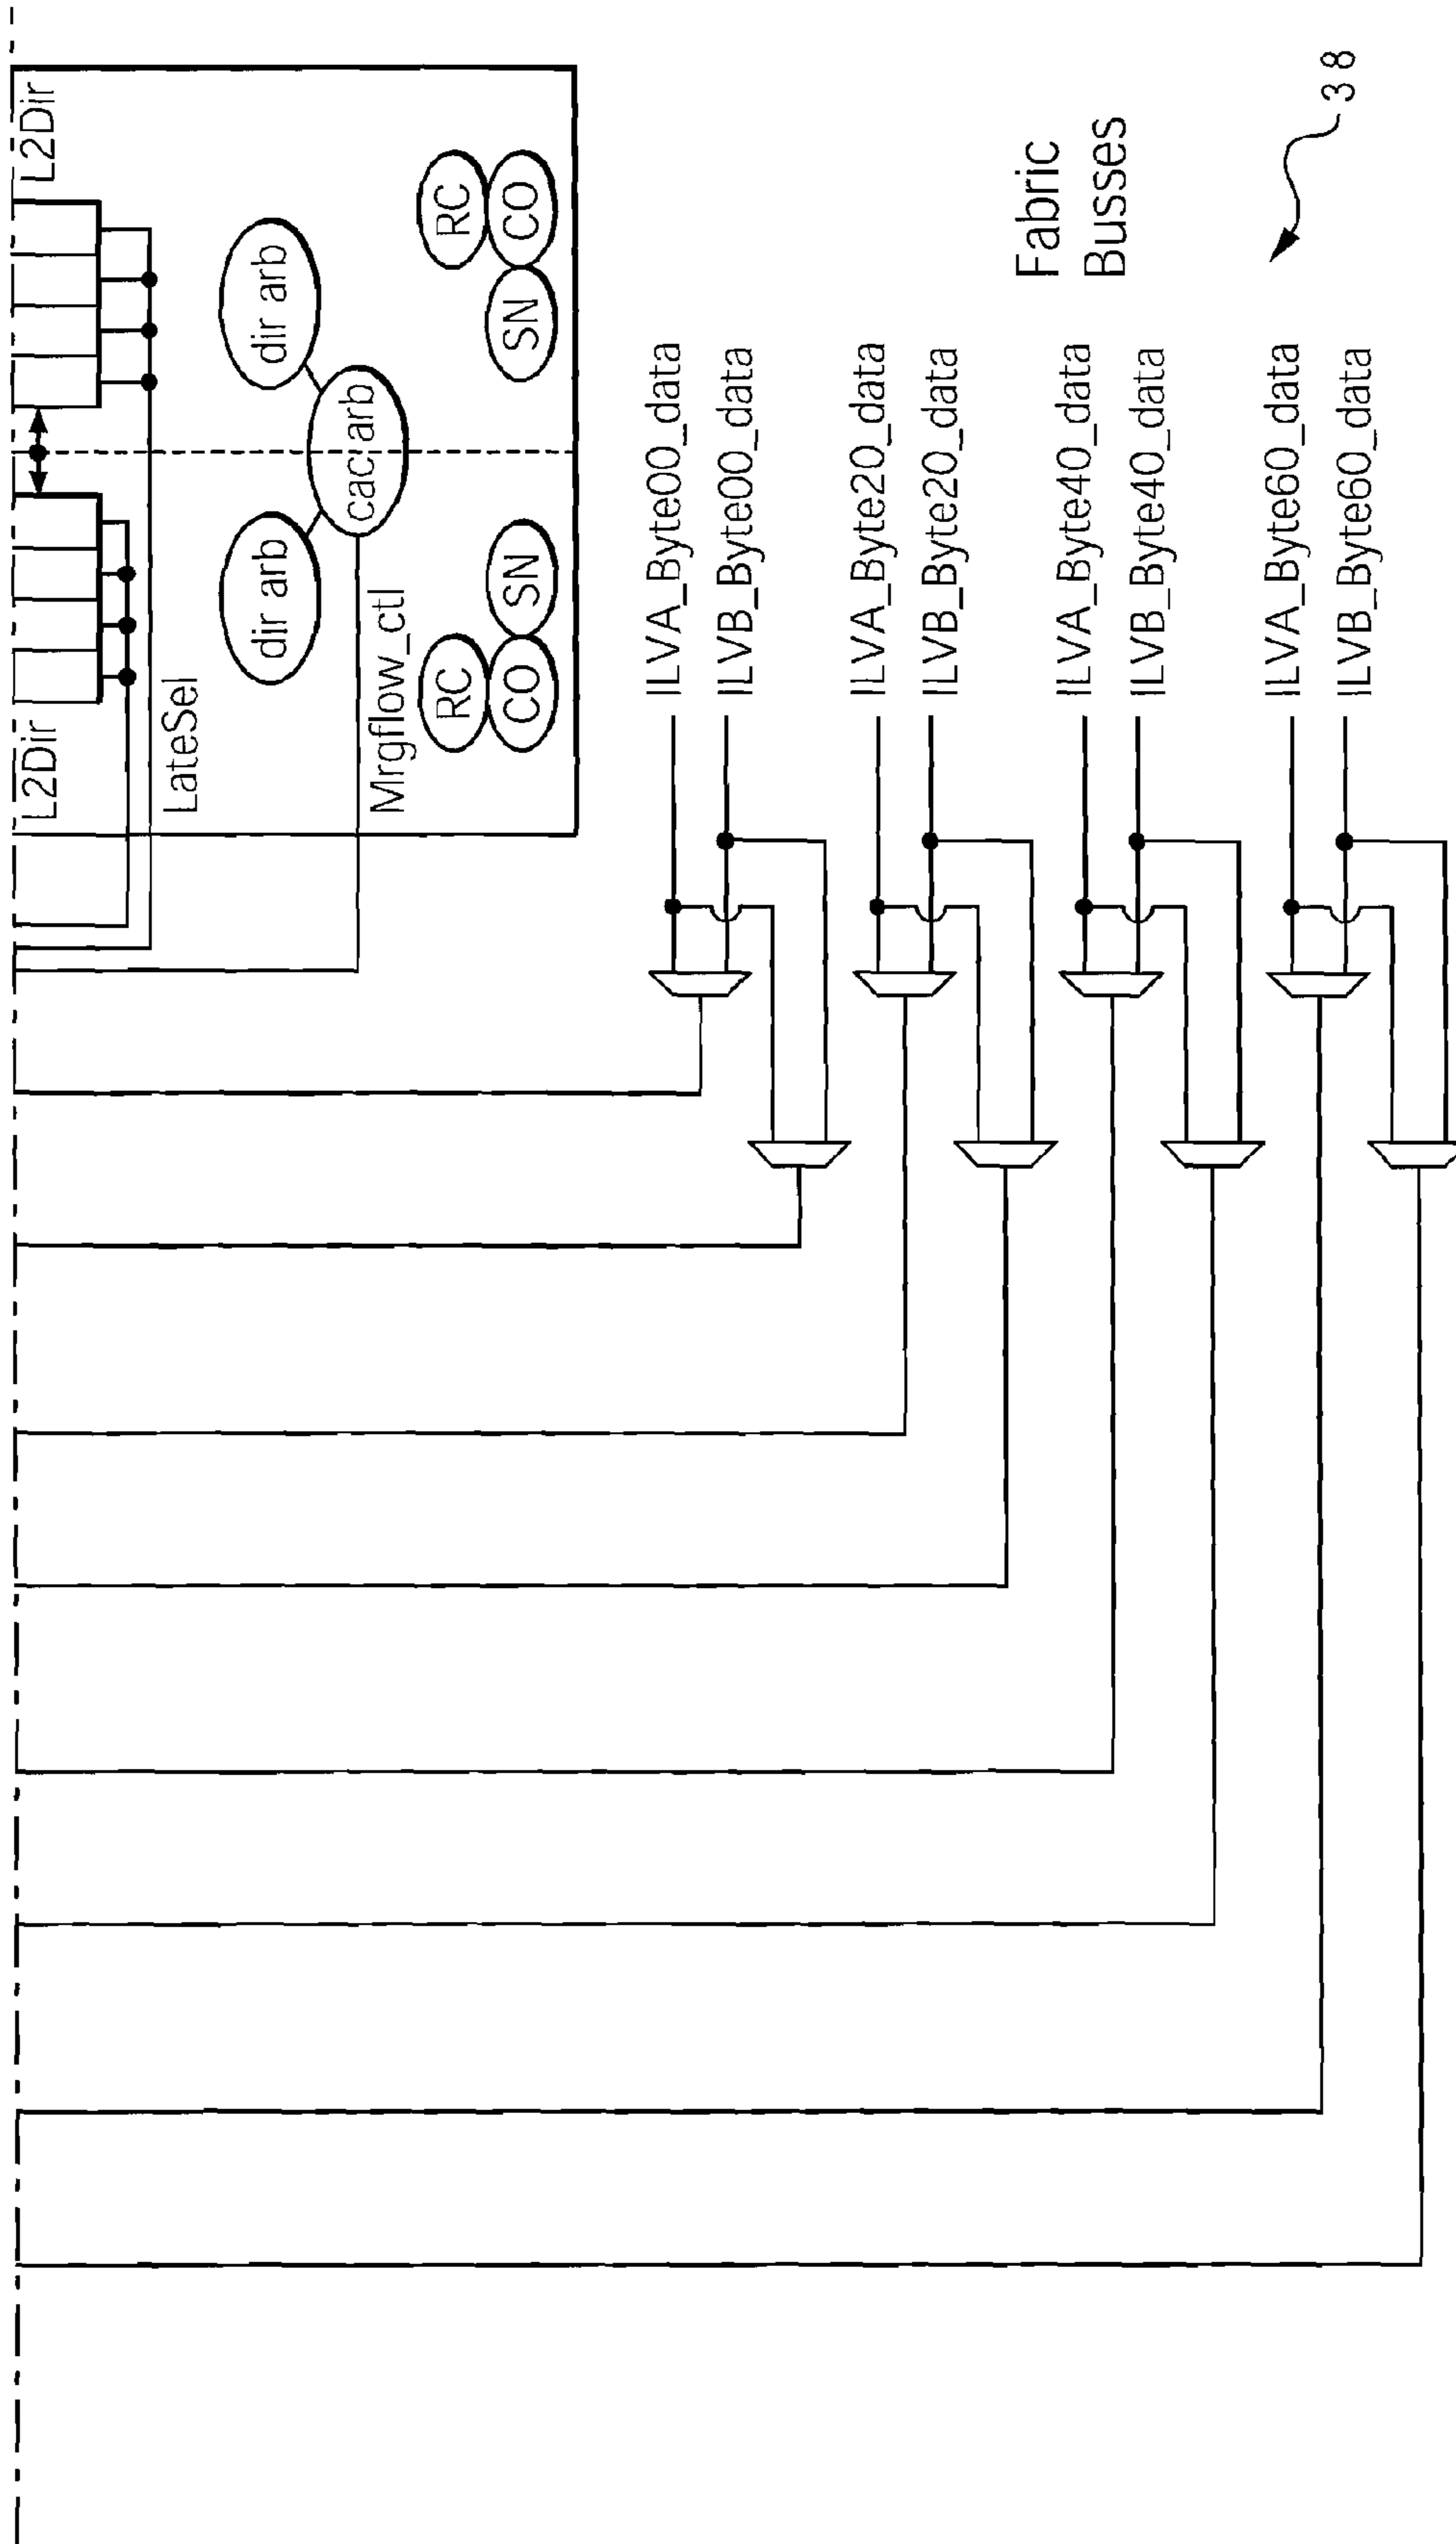 L2Dir
L2Dir
LateSel
dir arb
dir arb
cac arb
Mrgflow_ctl
RC
CO
SN
SN
RC
CO
ILVA_Byte00_data
ILVB_Byte00_data
ILVA_Byte20_data
ILVB_Byte20_data
ILVA_Byte40_data
ILVB_Byte40_data
ILVA_Byte60_data
ILVB_Byte60_data
Fabric
Busses
38